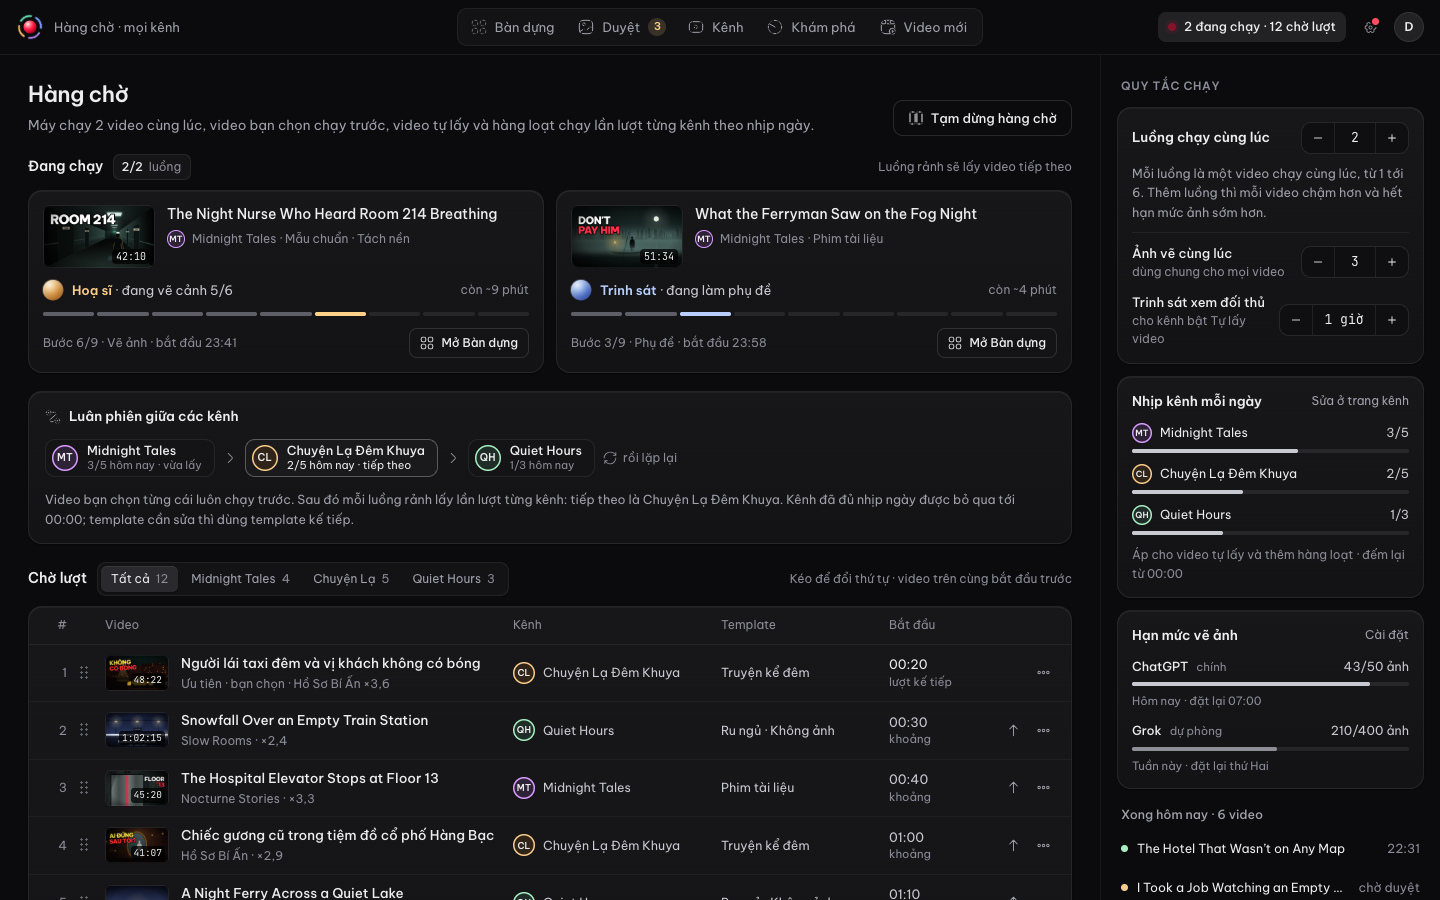 Hàng chờ · mọi kênh
Bàn dựng
Duyệt 3
Kênh
Khám phá
Video mới
2 đang chạy · 12 chờ lượt
D
Hàng chờ
Máy chạy 2 video cùng lúc, video bạn chọn chạy trước, video tự lấy và hàng loạt chạy lần lượt từng kênh theo nhịp ngày.
Tạm dừng hàng chờ
Đang chạy 2/2 luồng
Luồng rảnh sẽ lấy video tiếp theo
ROOM 214
42:10
The Night Nurse Who Heard Room 214 Breathing
MT Midnight Tales · Mẫu chuẩn · Tách nền
Hoạ sĩ · đang vẽ cảnh 5/6
còn ~9 phút
Bước 6/9 · Vẽ ảnh · bắt đầu 23:41
Mở Bàn dựng
DON'T
PAY HIM
51:34
What the Ferryman Saw on the Fog Night
MT Midnight Tales · Phim tài liệu
Trinh sát · đang làm phụ đề
còn ~4 phút
Bước 3/9 · Phụ đề · bắt đầu 23:58
Mở Bàn dựng
Luân phiên giữa các kênh
MT Midnight Tales
3/5 hôm nay · vừa lấy
CL Chuyện Lạ Đêm Khuya
2/5 hôm nay · tiếp theo
QH Quiet Hours
1/3 hôm nay
rồi lặp lại
Video bạn chọn từng cái luôn chạy trước. Sau đó mỗi luồng rảnh lấy lần lượt từng kênh: tiếp theo là Chuyện Lạ Đêm Khuya. Kênh đã đủ nhịp ngày được bỏ qua tới
00:00; template cần sửa thì dùng template kế tiếp.
Chờ lượt
Tất cả 12
Midnight Tales 4
Chuyện Lạ 5
Quiet Hours 3
Kéo để đổi thứ tự · video trên cùng bắt đầu trước
# Video Kênh Template Bắt đầu
1
KHÔNG
CÓ BÓNG
48:22
Người lái taxi đêm và vị khách không có bóng
Ưu tiên · bạn chọn · Hồ Sơ Bí Ẩn ×3,6
CL Chuyện Lạ Đêm Khuya
Truyện kể đêm
00:20
lượt kế tiếp
2
1:02:15
Snowfall Over an Empty Train Station
Slow Rooms · ×2,4
QH Quiet Hours
Ru ngủ · Không ảnh
00:30
khoảng
3
FLOOR
13
45:20
The Hospital Elevator Stops at Floor 13
Nocturne Stories · ×3,3
MT Midnight Tales
Phim tài liệu
00:40
khoảng
4
AI ĐỨNG
SAU TÔI?
41:07
Chiếc gương cũ trong tiệm đồ cổ phố Hàng Bạc
Hồ Sơ Bí Ẩn · ×2,9
CL Chuyện Lạ Đêm Khuya
Truyện kể đêm
01:00
khoảng
A Night Ferry Across a Quiet Lake
01:10
QUY TẮC CHẠY
Luồng chạy cùng lúc
− 2 +
Mỗi luồng là một video chạy cùng lúc, từ 1 tới
6. Thêm luồng thì mỗi video chậm hơn và hết
hạn mức ảnh sớm hơn.
Ảnh vẽ cùng lúc
dùng chung cho mọi video
− 3 +
Trinh sát xem đối thủ
cho kênh bật Tự lấy
video
− 1 giờ +
Nhịp kênh mỗi ngày
Sửa ở trang kênh
MT Midnight Tales 3/5
CL Chuyện Lạ Đêm Khuya 2/5
QH Quiet Hours 1/3
Áp cho video tự lấy và thêm hàng loạt · đếm lại
từ 00:00
Hạn mức vẽ ảnh
Cài đặt
ChatGPT chính 43/50 ảnh
Hôm nay · đặt lại 07:00
Grok dự phòng 210/400 ảnh
Tuần này · đặt lại thứ Hai
Xong hôm nay · 6 video
The Hotel That Wasn't on Any Map 22:31
I Took a Job Watching an Empty ... chờ duyệt